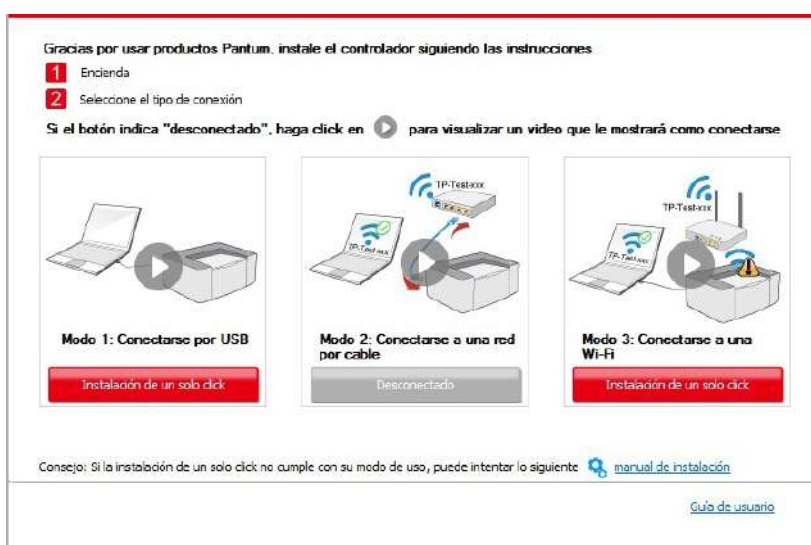 Gracias por usar productos Pantum, instale el controlador siguiendo las instrucciones
1 Encienda
2 Seleccione el tipo de conexión
Si el botón indica "desconectado", haga click en para visualizar un video que le mostrará como conectarse
TP-Test-xxx
TP-Test-xxx
TP-Test-xxx
TP-Test-xxx
Modo 1: Conectarse por USB
Modo 2: Conectarse a una red
por cable
Modo 3: Conectarse a una
Wi-Fi
Instalación de un solo click
Desconectado
Instalación de un solo click
Consejo: Si la instalación de un solo click no cumple con su modo de uso, puede intentar lo siguiente manual de instalación
Guía de usuario